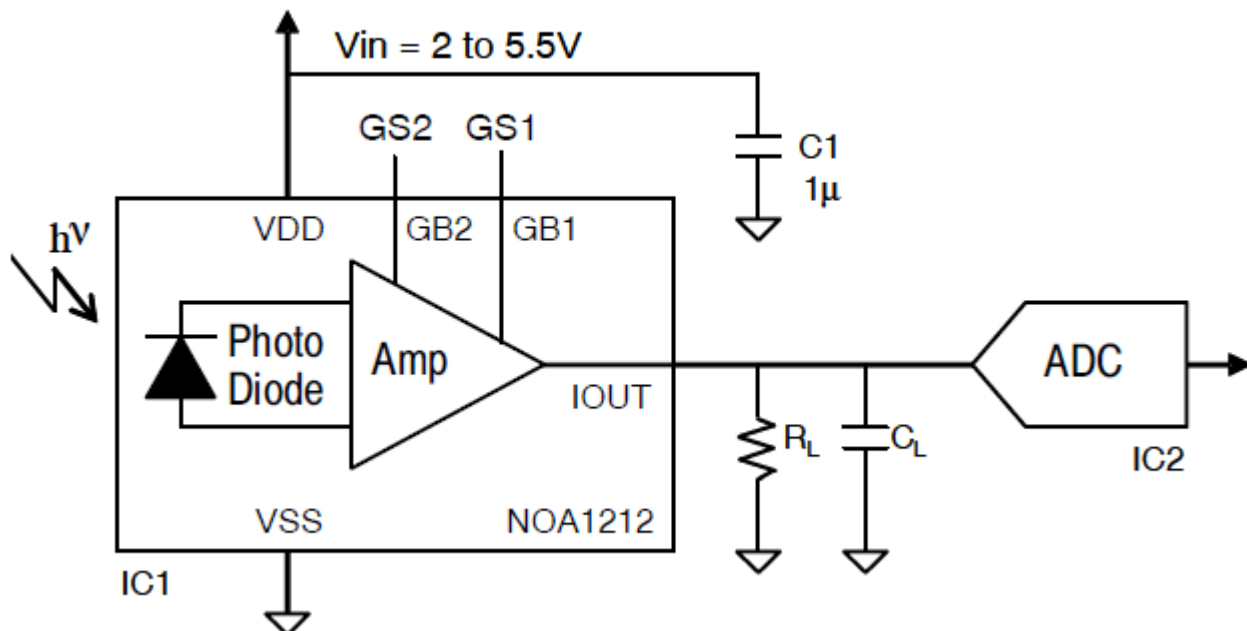 Vin = 2 to 5.5V
GS2 GS1
C1
1μ
hν
VDD GB2 GB1
Photo
Diode
Amp
IOUT
ADC
RL
CL
IC2
VSS
NOA1212
IC1